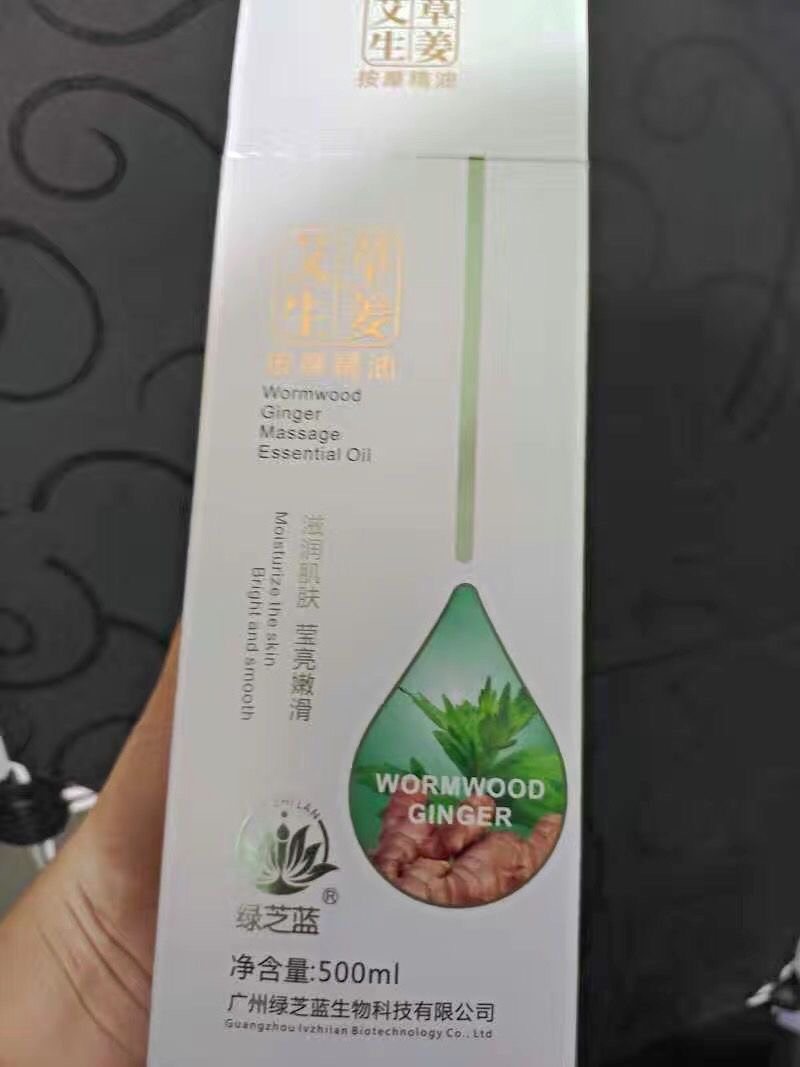 艾草
生姜
按摩精油
艾草
生姜
按摩精油
Wormwood
Ginger
Massage
Essential Oil
滋润肌肤 莹亮嫩滑
Moisturize the skin.
Bright and smooth
WORMWOOD
GINGER
ZHI LAN
®
绿芝蓝
净含量:500ml
广州绿芝蓝生物科技有限公司
Guangzhou lvzhilan Biotechnology Co., Ltd